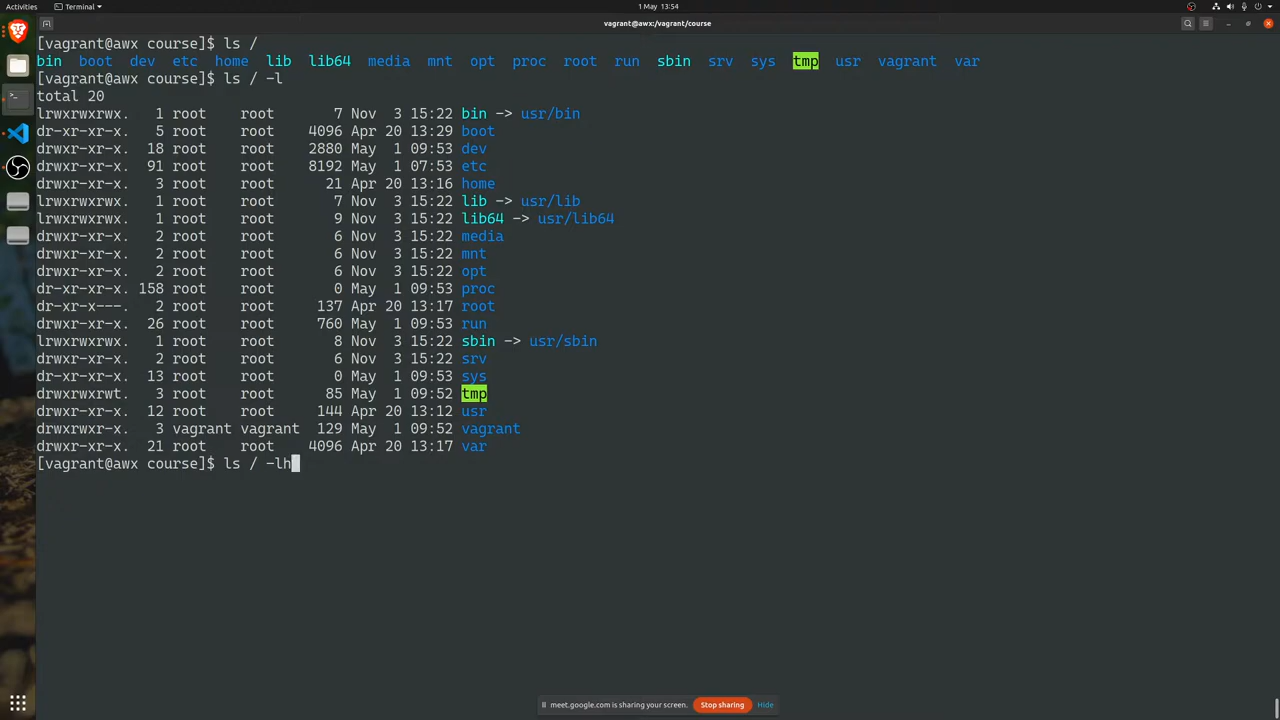 Activities
Terminal
1 May 13:54
vagrant@awx:/vagrant/course
[vagrant@awx course]$ ls /
bin boot dev etc home lib lib64 media mnt opt proc root run sbin srv sys tmp usr vagrant var
[vagrant@awx course]$ ls / -l
total 20
lrwxrwxrwx. 1 root root 7 Nov 3 15:22 bin -> usr/bin
dr-xr-xr-x. 5 root root 4096 Apr 20 13:29 boot
drwxr-xr-x. 18 root root 2880 May 1 09:53 dev
drwxr-xr-x. 91 root root 8192 May 1 07:53 etc
drwxr-xr-x. 3 root root 21 Apr 20 13:16 home
lrwxrwxrwx. 1 root root 7 Nov 3 15:22 lib -> usr/lib
lrwxrwxrwx. 1 root root 9 Nov 3 15:22 lib64 -> usr/lib64
drwxr-xr-x. 2 root root 6 Nov 3 15:22 media
drwxr-xr-x. 2 root root 6 Nov 3 15:22 mnt
drwxr-xr-x. 2 root root 6 Nov 3 15:22 opt
dr-xr-xr-x. 158 root root 0 May 1 09:53 proc
dr-xr-x---. 2 root root 137 Apr 20 13:17 root
drwxr-xr-x. 26 root root 760 May 1 09:53 run
lrwxrwxrwx. 1 root root 8 Nov 3 15:22 sbin -> usr/sbin
drwxr-xr-x. 2 root root 6 Nov 3 15:22 srv
dr-xr-xr-x. 13 root root 0 May 1 09:53 sys
drwxrwxrwt. 3 root root 85 May 1 09:52 tmp
drwxr-xr-x. 12 root root 144 Apr 20 13:12 usr
drwxrwxr-x. 3 vagrant vagrant 129 May 1 09:52 vagrant
drwxr-xr-x. 21 root root 4096 Apr 20 13:17 var
[vagrant@awx course]$ ls / -lh
meet.google.com is sharing your screen.
Stop sharing
Hide